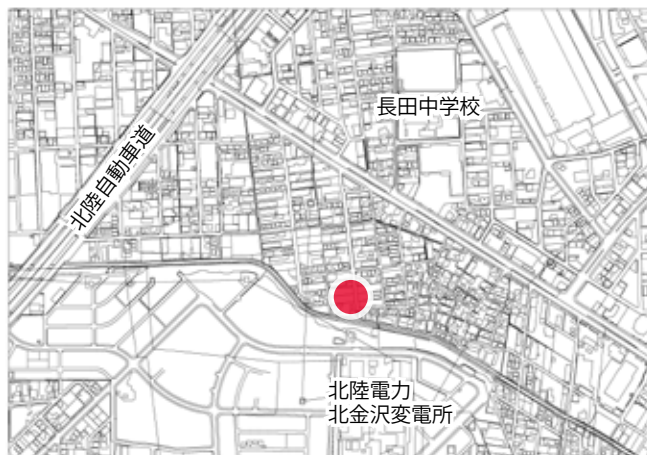 長田中学校
北陸自動車道
北陸電力
北金沢変電所